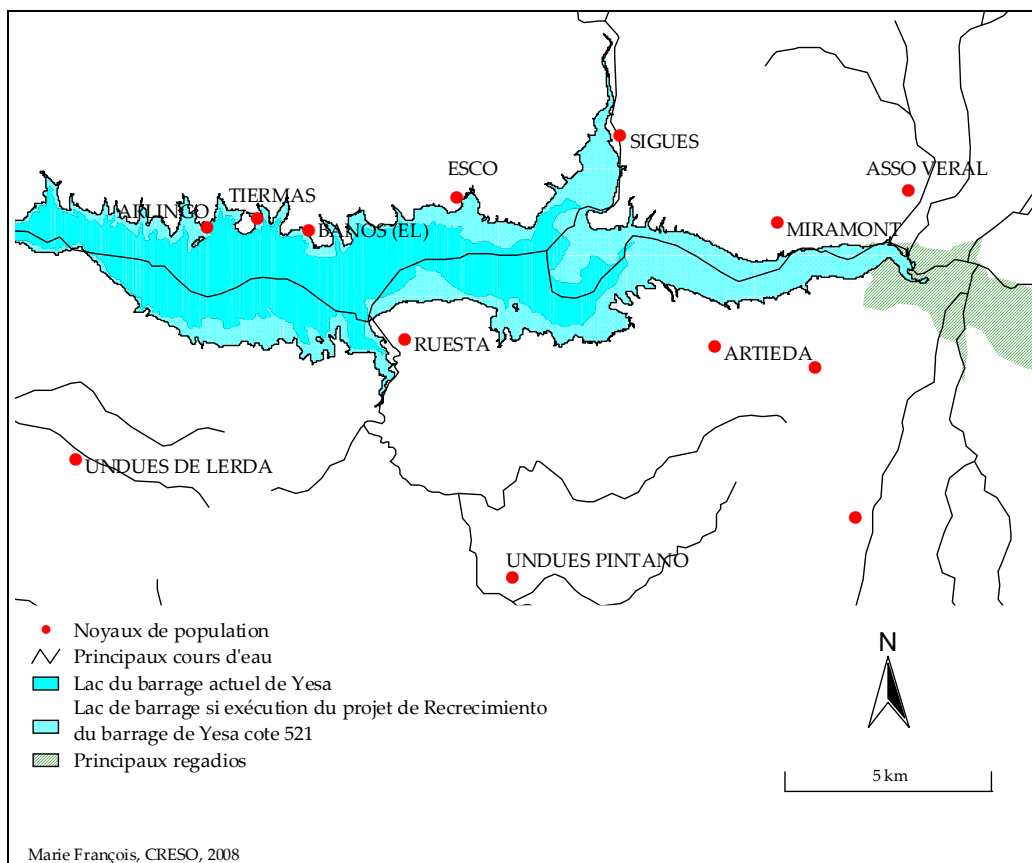 SIGUES
ESCO
ASSO VERAL
TIERMAS
MIRAMONT
BANOS (EL)
RUESTA
ARTIEDA
UNDUES DE LERDA
UNDUES PINTANO
Noyaux de population
Principaux cours d'eau
Lac du barrage actuel de Yesa
Lac de barrage si exécution du projet de Recrecimiento
du barrage de Yesa cote 521
Principaux regadios
N
5 km
Marie François, CRESO, 2008